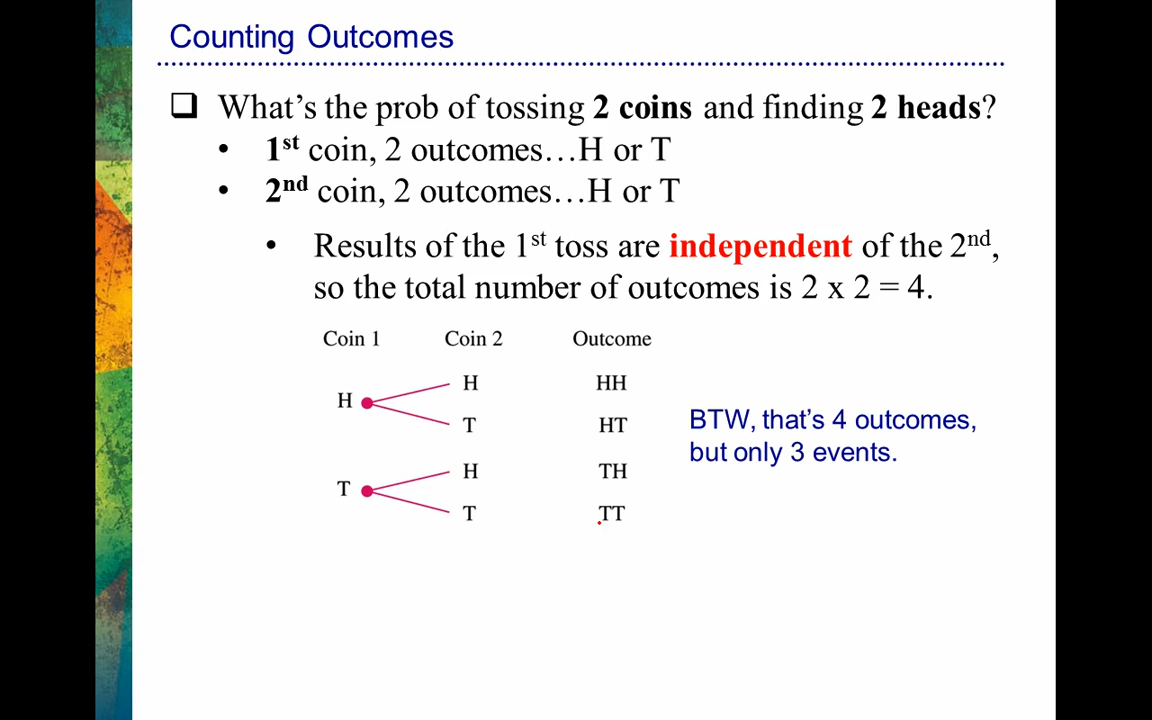 Counting Outcomes
❑ What’s the prob of tossing 2 coins and finding 2 heads?
• 1st coin, 2 outcomes…H or T
• 2nd coin, 2 outcomes…H or T
• Results of the 1st toss are independent of the 2nd,
so the total number of outcomes is 2 x 2 = 4.
Coin 1 Coin 2 Outcome
H HH
H
T HT
BTW, that’s 4 outcomes,
but only 3 events.
H TH
T
T TT